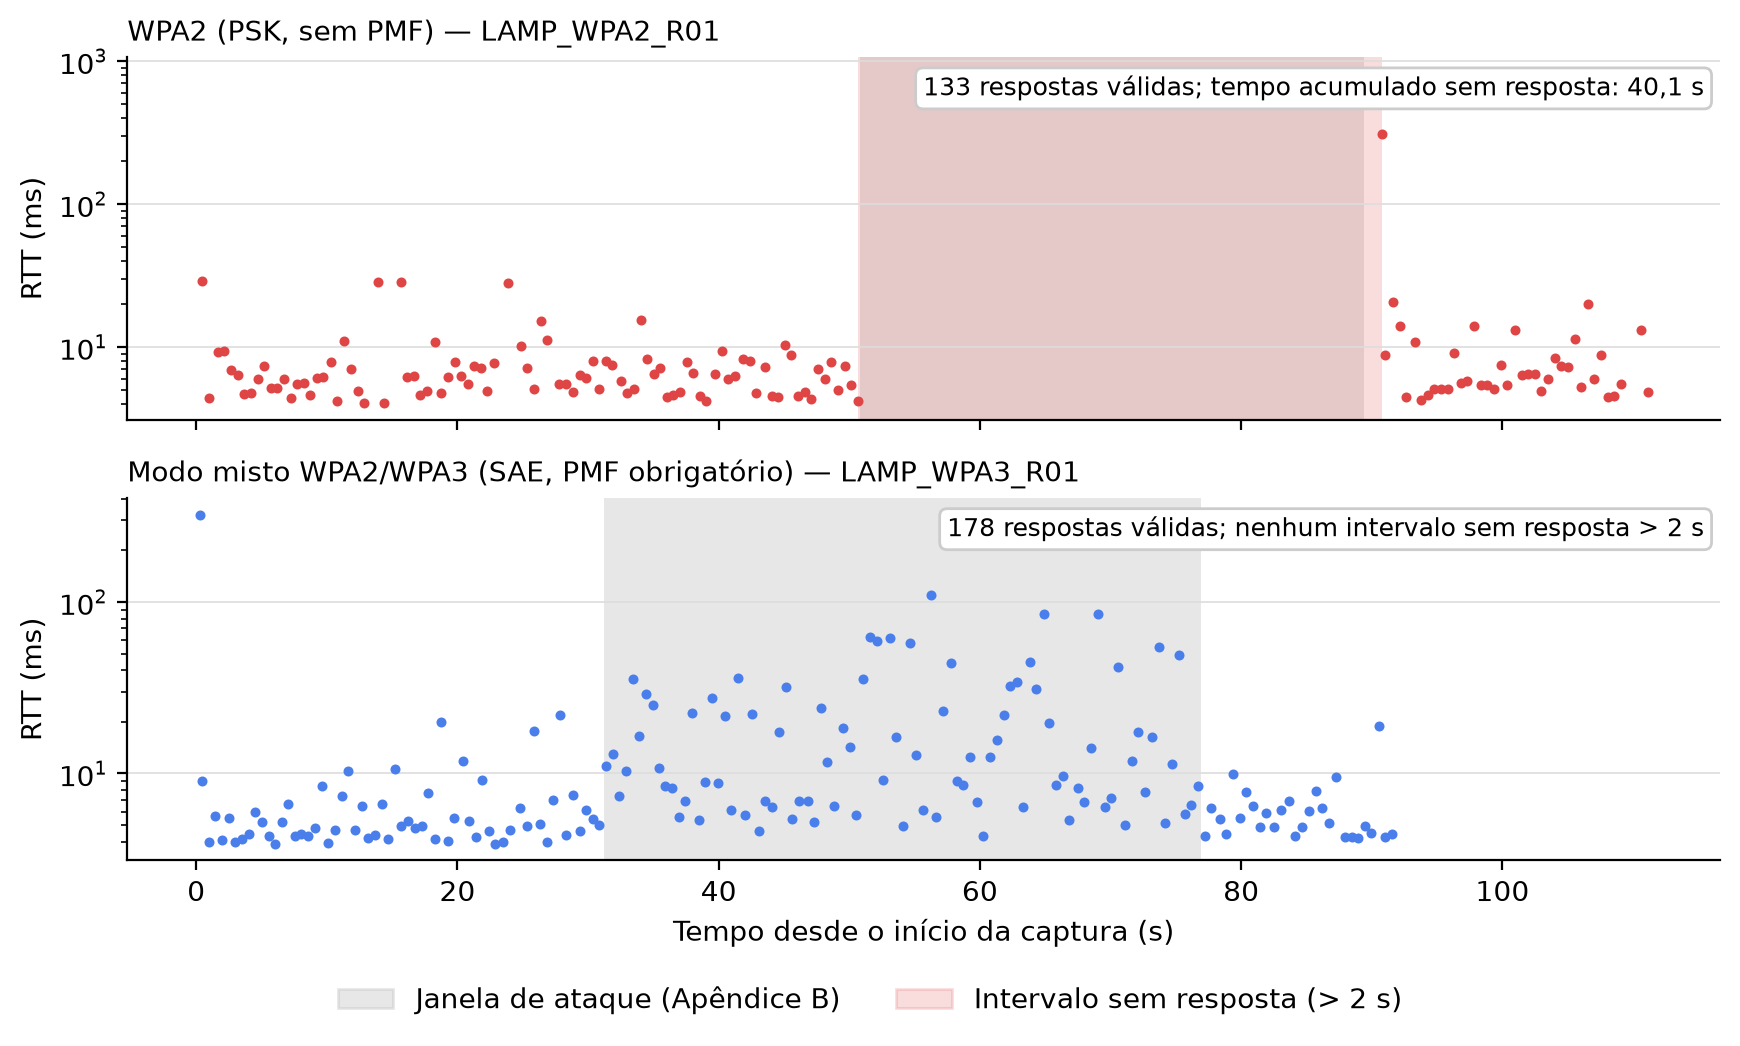 WPA2 (PSK, sem PMF) — LAMP_WPA2_R01
133 respostas válidas; tempo acumulado sem resposta: 40,1 s
RTT (ms)
10³
10²
10¹
Modo misto WPA2/WPA3 (SAE, PMF obrigatório) — LAMP_WPA3_R01
178 respostas válidas; nenhum intervalo sem resposta > 2 s
RTT (ms)
10²
10¹
0 20 40 60 80 100
Tempo desde o início da captura (s)
Janela de ataque (Apêndice B) Intervalo sem resposta (> 2 s)